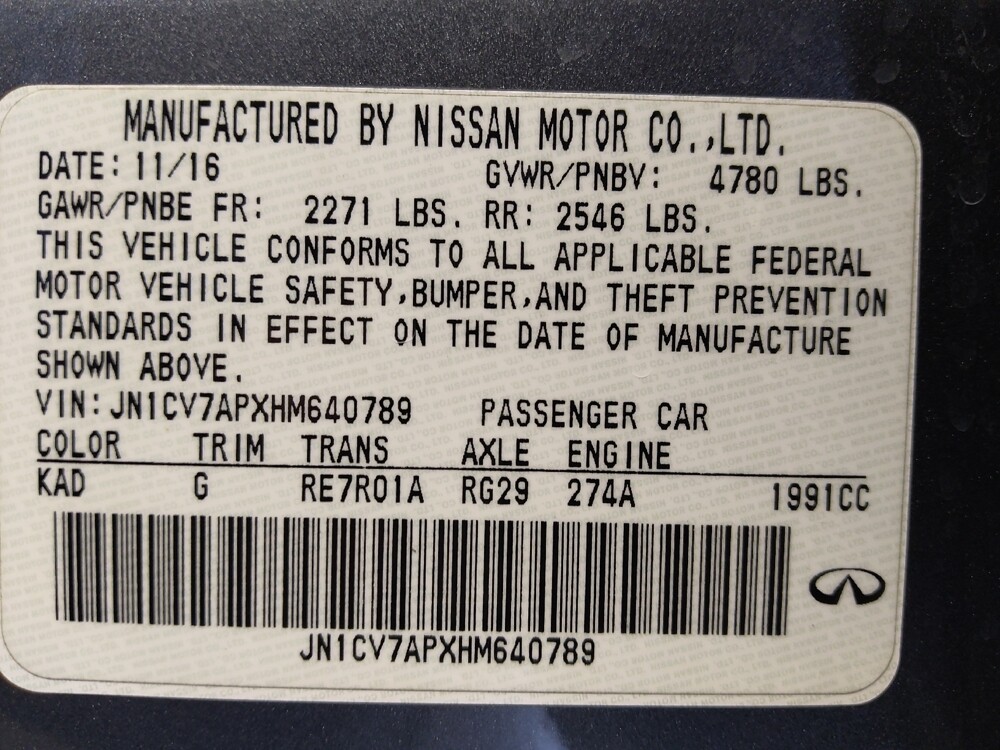 MANUFACTURED BY NISSAN MOTOR CO.,LTD.
DATE: 11/16 GVWR/PNBV: 4780 LBS.
GAWR/PNBE FR: 2271 LBS. RR: 2546 LBS.
THIS VEHICLE CONFORMS TO ALL APPLICABLE FEDERAL
MOTOR VEHICLE SAFETY,BUMPER,AND THEFT PREVENTION
STANDARDS IN EFFECT ON THE DATE OF MANUFACTURE
SHOWN ABOVE.
VIN: JN1CV7APXHM640789 PASSENGER CAR
COLOR TRIM TRANS AXLE ENGINE
KAD G RE7R01A RG29 274A 1991CC
JN1CV7APXHM640789